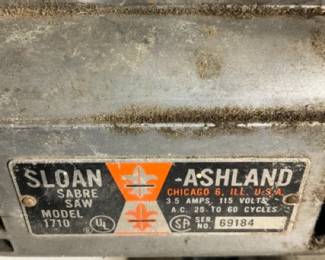 SLOAN -ASHLAND
SABRE SAW
MODEL 1710
UL
CHICAGO 6, ILL. U.S.A.
3.5 AMPS. 115 VOLTS
A.C. 25 TO 60 CYCLES
SA SER. NO. 69184